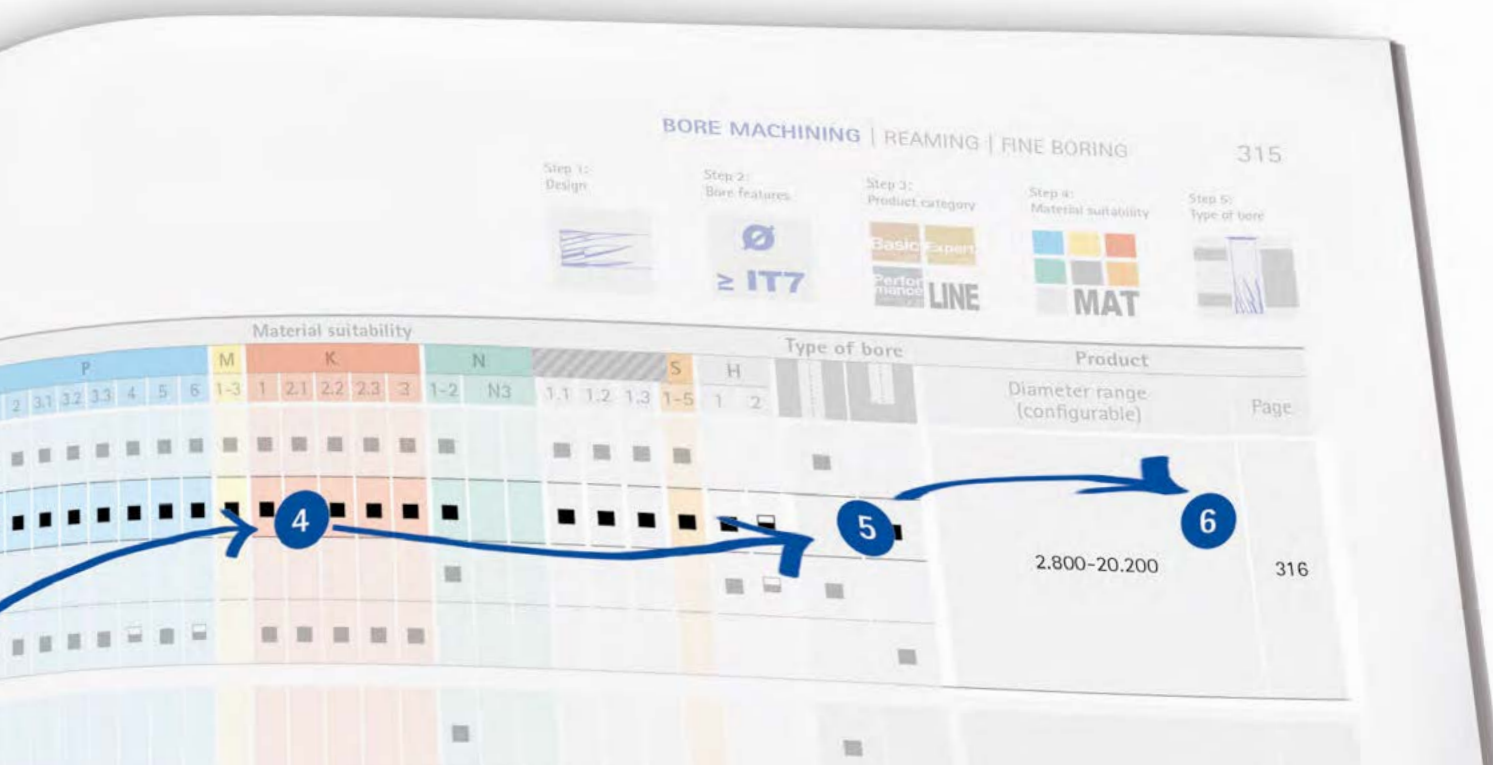 BORE MACHINING | REAMING | FINE BORING 315
Step 1:
Design
Step 2:
Bore features
Ø
≥ IT7
Step 3:
Product category
Basic Expert
Perfor
mance LINE
Step 4:
Material suitability
MAT
Step 5:
Type of bore
Material suitability Type of bore Product
P M K N S H
2 3.1 3.2 3.3 4 5 6 1-3 1 2.1 2.2 2.3 3 1-2 N3 1.1 1.2 1.3 1-5 1 2
Diameter range
(configurable)
Page
4 5 6
2.800-20.200 316